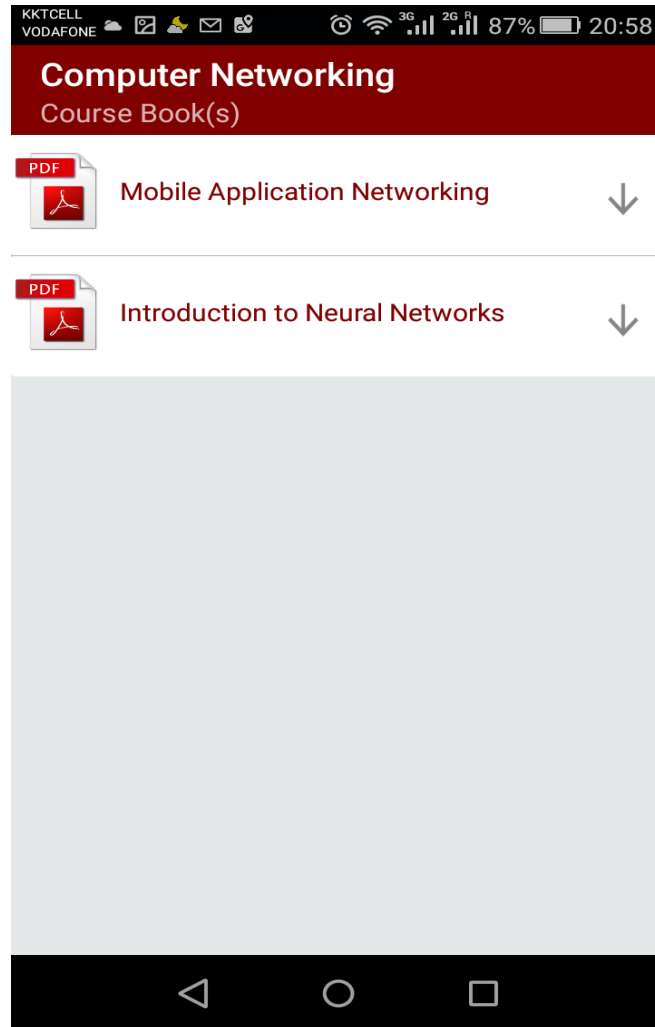 KKTCELL
VODAFONE
3G 2G R 87% 20:58
Computer Networking
Course Book(s)
PDF
Mobile Application Networking
PDF
Introduction to Neural Networks